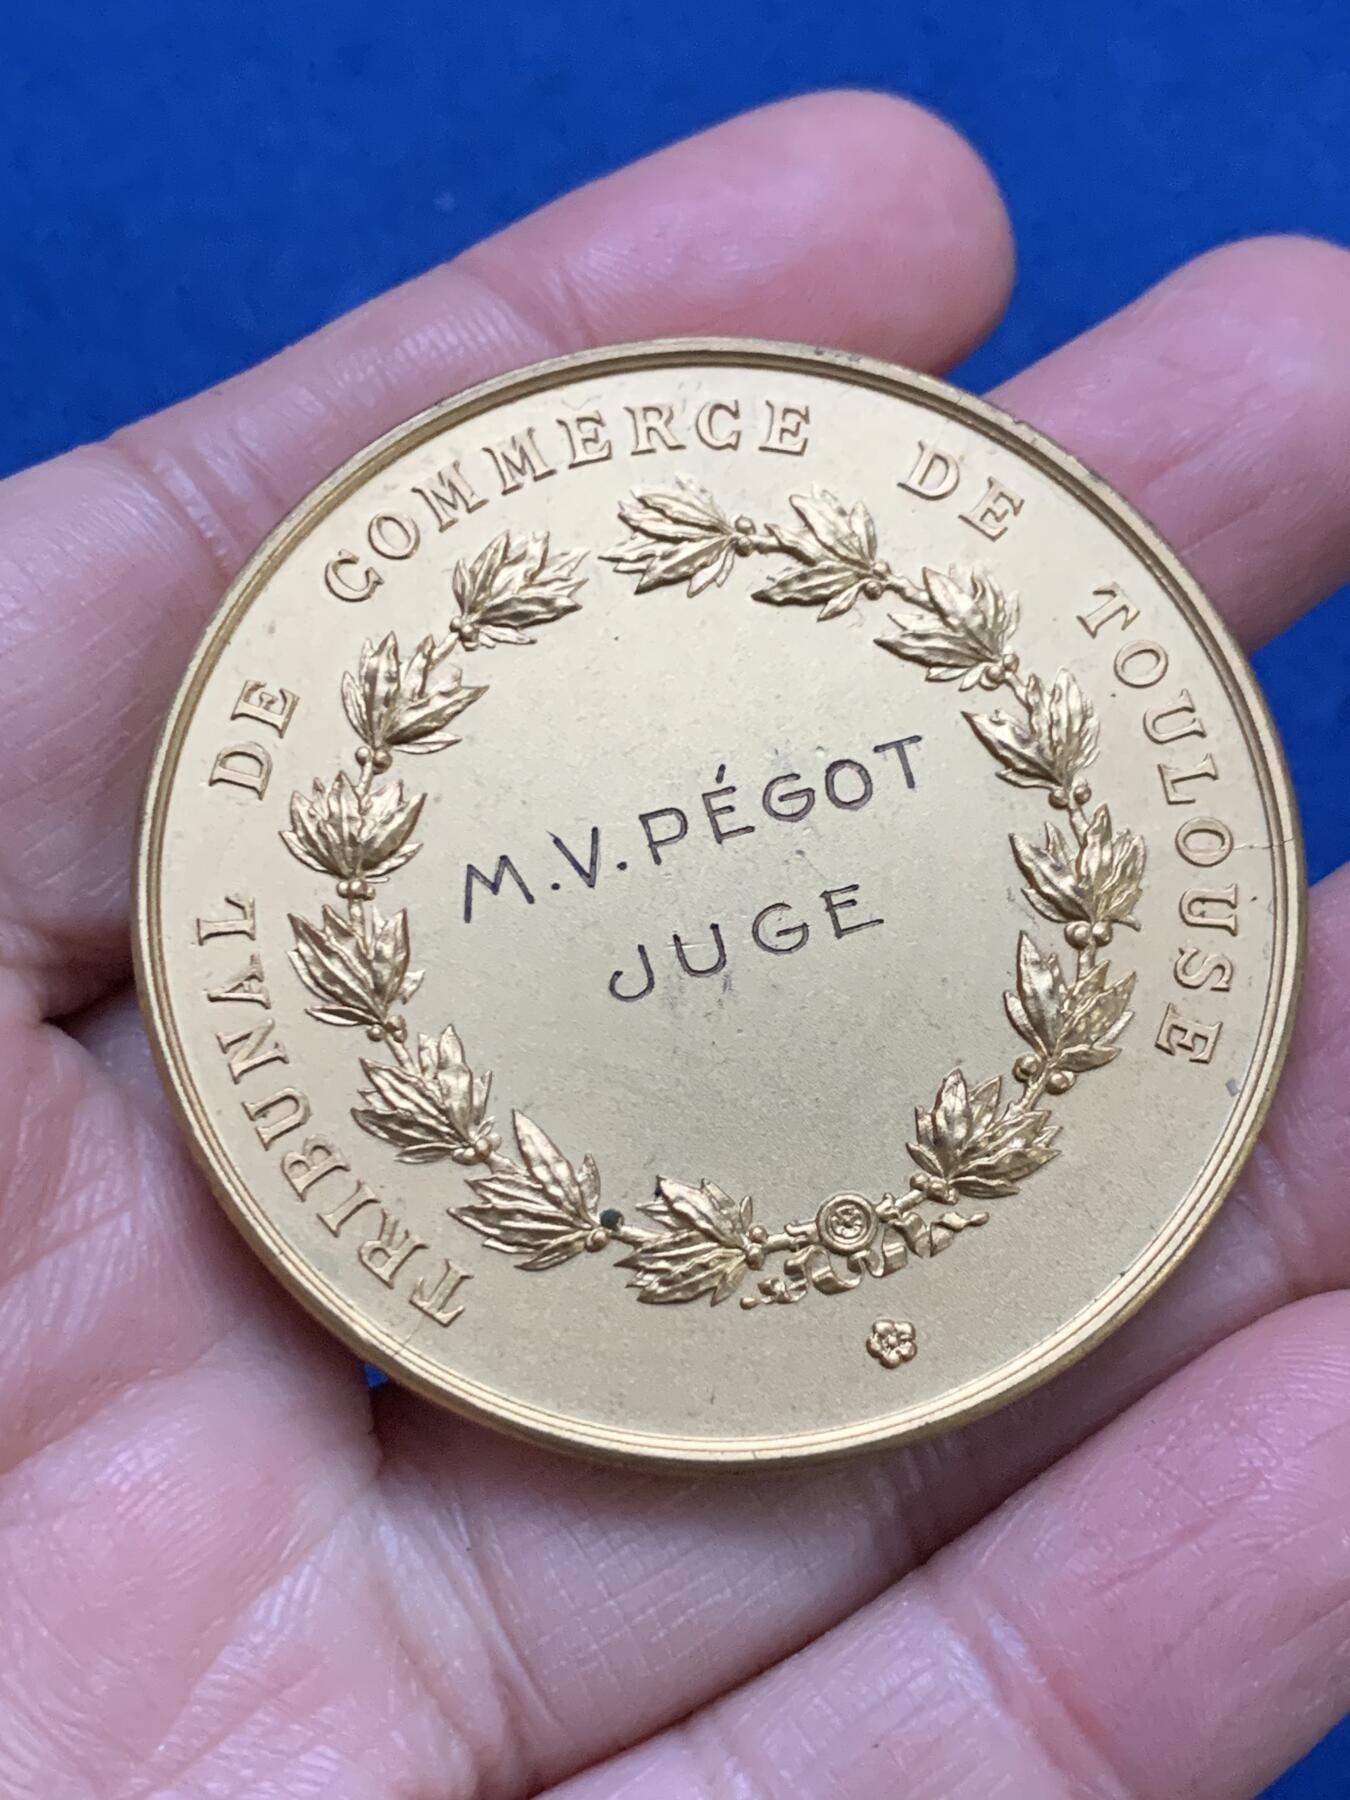 TRIBUNAL DE COMMERCE DE TOULOUSE
M.V. PÉGOT
JUGE